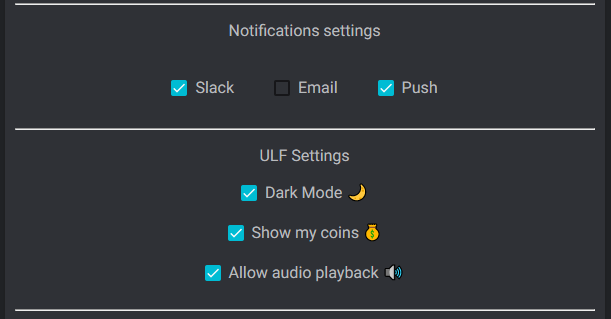 Notifications settings
Slack Email Push
ULF Settings
Dark Mode 🌙
Show my coins 💰
Allow audio playback 🔊